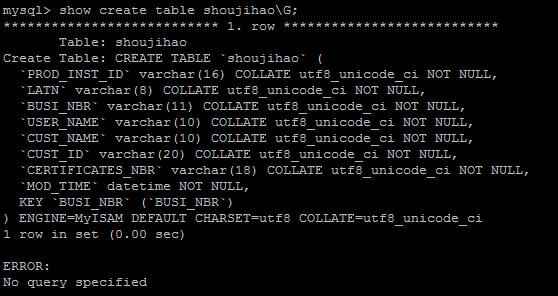 mysql> show create table shoujihao\G;
*************************** 1. row ***************************
Table: shoujihao
Create Table: CREATE TABLE `shoujihao` (
`PROD_INST_ID` varchar(16) COLLATE utf8_unicode_ci NOT NULL,
`LATN` varchar(8) COLLATE utf8_unicode_ci NOT NULL,
`BUSI_NBR` varchar(11) COLLATE utf8_unicode_ci NOT NULL,
`USER_NAME` varchar(10) COLLATE utf8_unicode_ci NOT NULL,
`CUST_NAME` varchar(10) COLLATE utf8_unicode_ci NOT NULL,
`CUST_ID` varchar(20) COLLATE utf8_unicode_ci NOT NULL,
`CERTIFICATES_NBR` varchar(18) COLLATE utf8_unicode_ci NOT NULL,
`MOD_TIME` datetime NOT NULL,
KEY `BUSI_NBR` (`BUSI_NBR`)
) ENGINE=MyISAM DEFAULT CHARSET=utf8 COLLATE=utf8_unicode_ci
1 row in set (0.00 sec)
ERROR:
No query specified